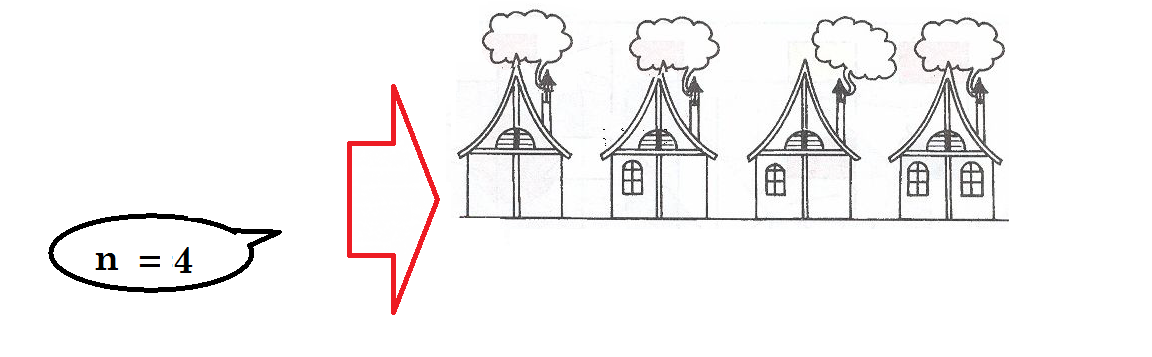 n = 4